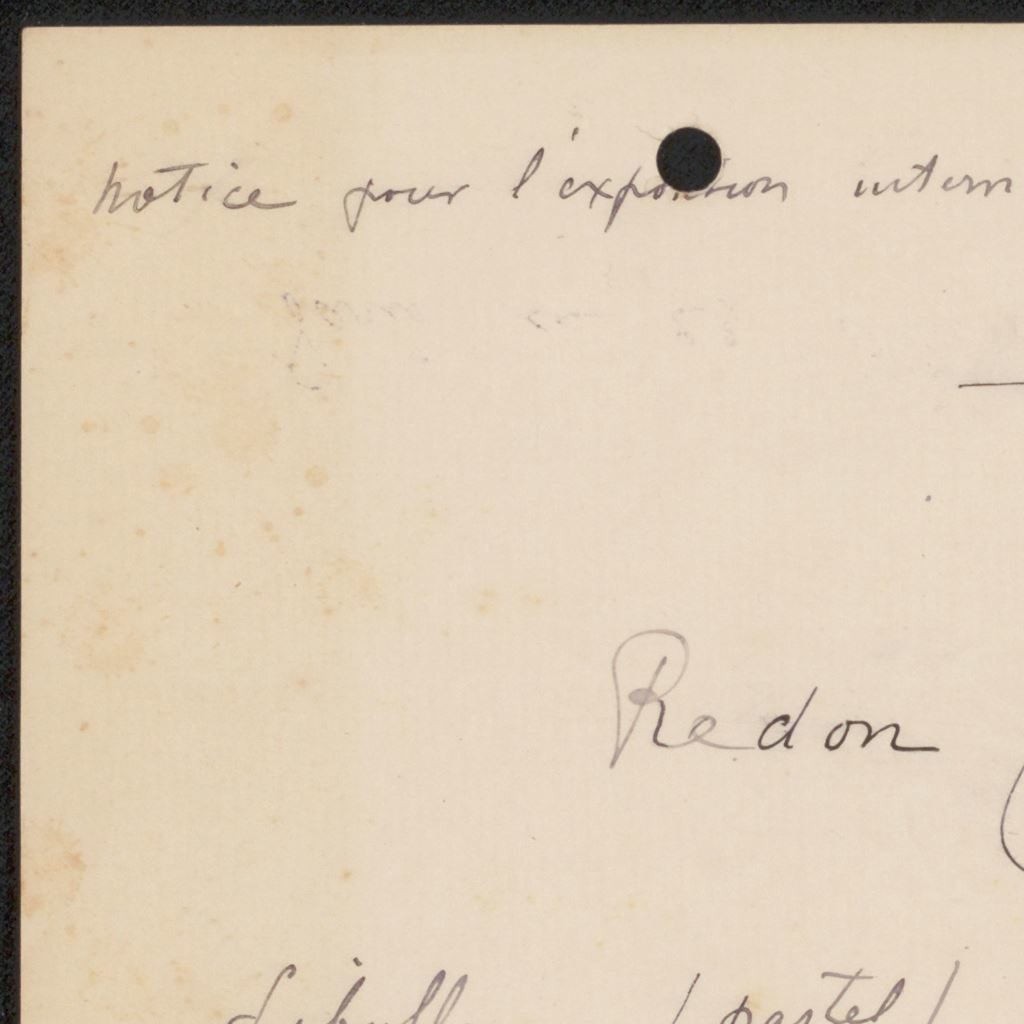 notice pour l'exposition intern
Redon (
Sibylle (pastel)